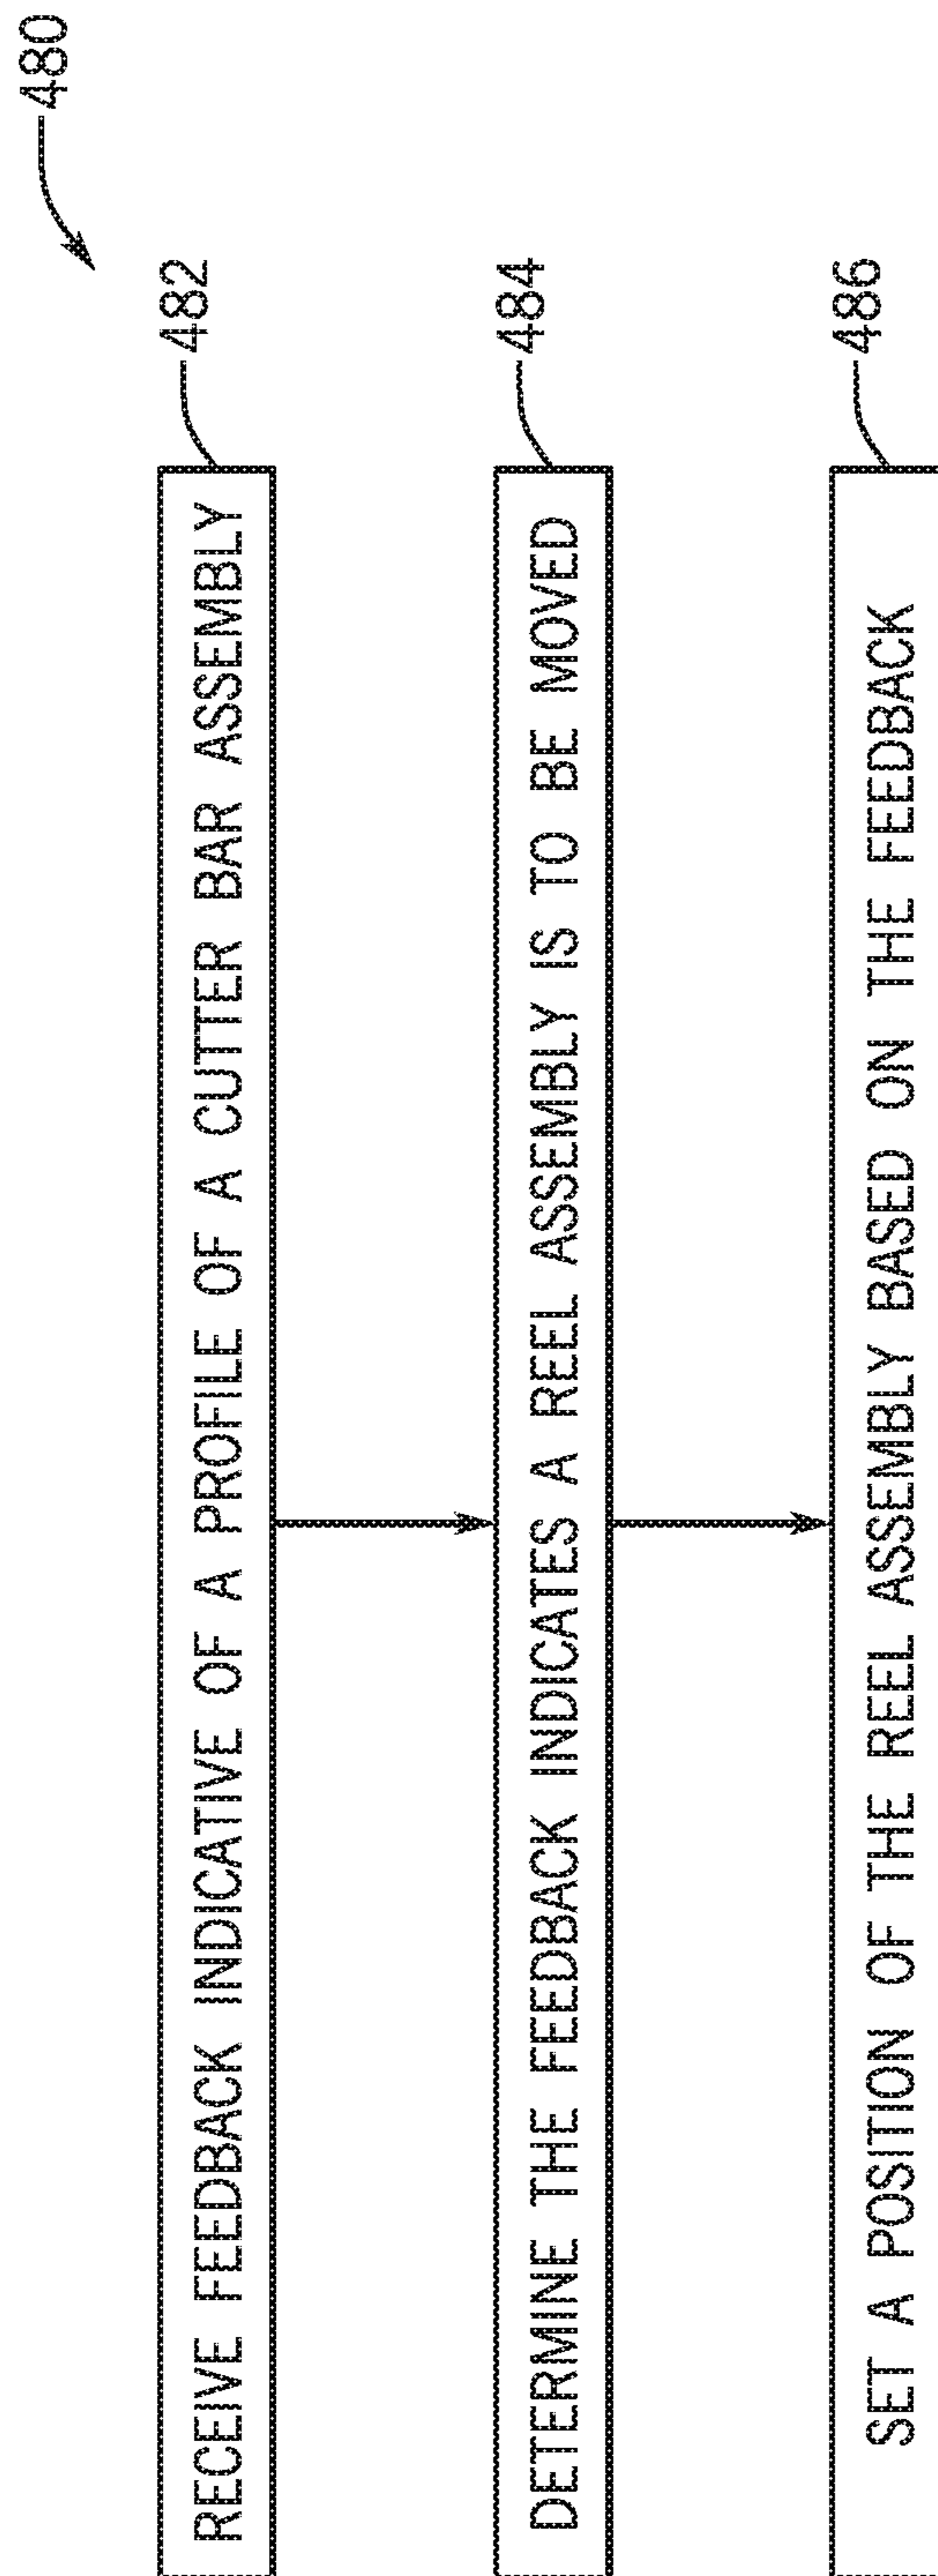 480
482
RECEIVE FEEDBACK INDICATIVE OF A PROFILE OF A CUTTER BAR ASSEMBLY
484
DETERMINE THE FEEDBACK INDICATES A REEL ASSEMBLY IS TO BE MOVED
486
SET A POSITION OF THE REEL ASSEMBLY BASED ON THE FEEDBACK